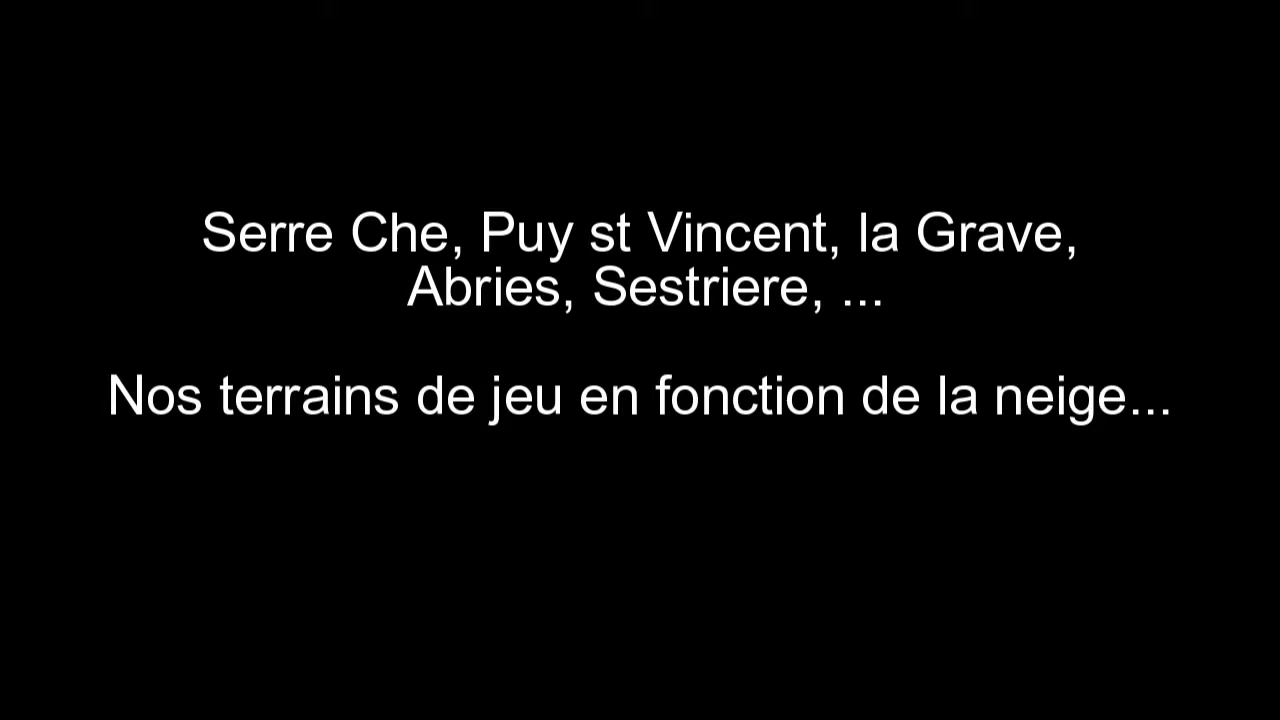 Serre Che, Puy st Vincent, la Grave,
Abries, Sestriere, ...
Nos terrains de jeu en fonction de la neige...